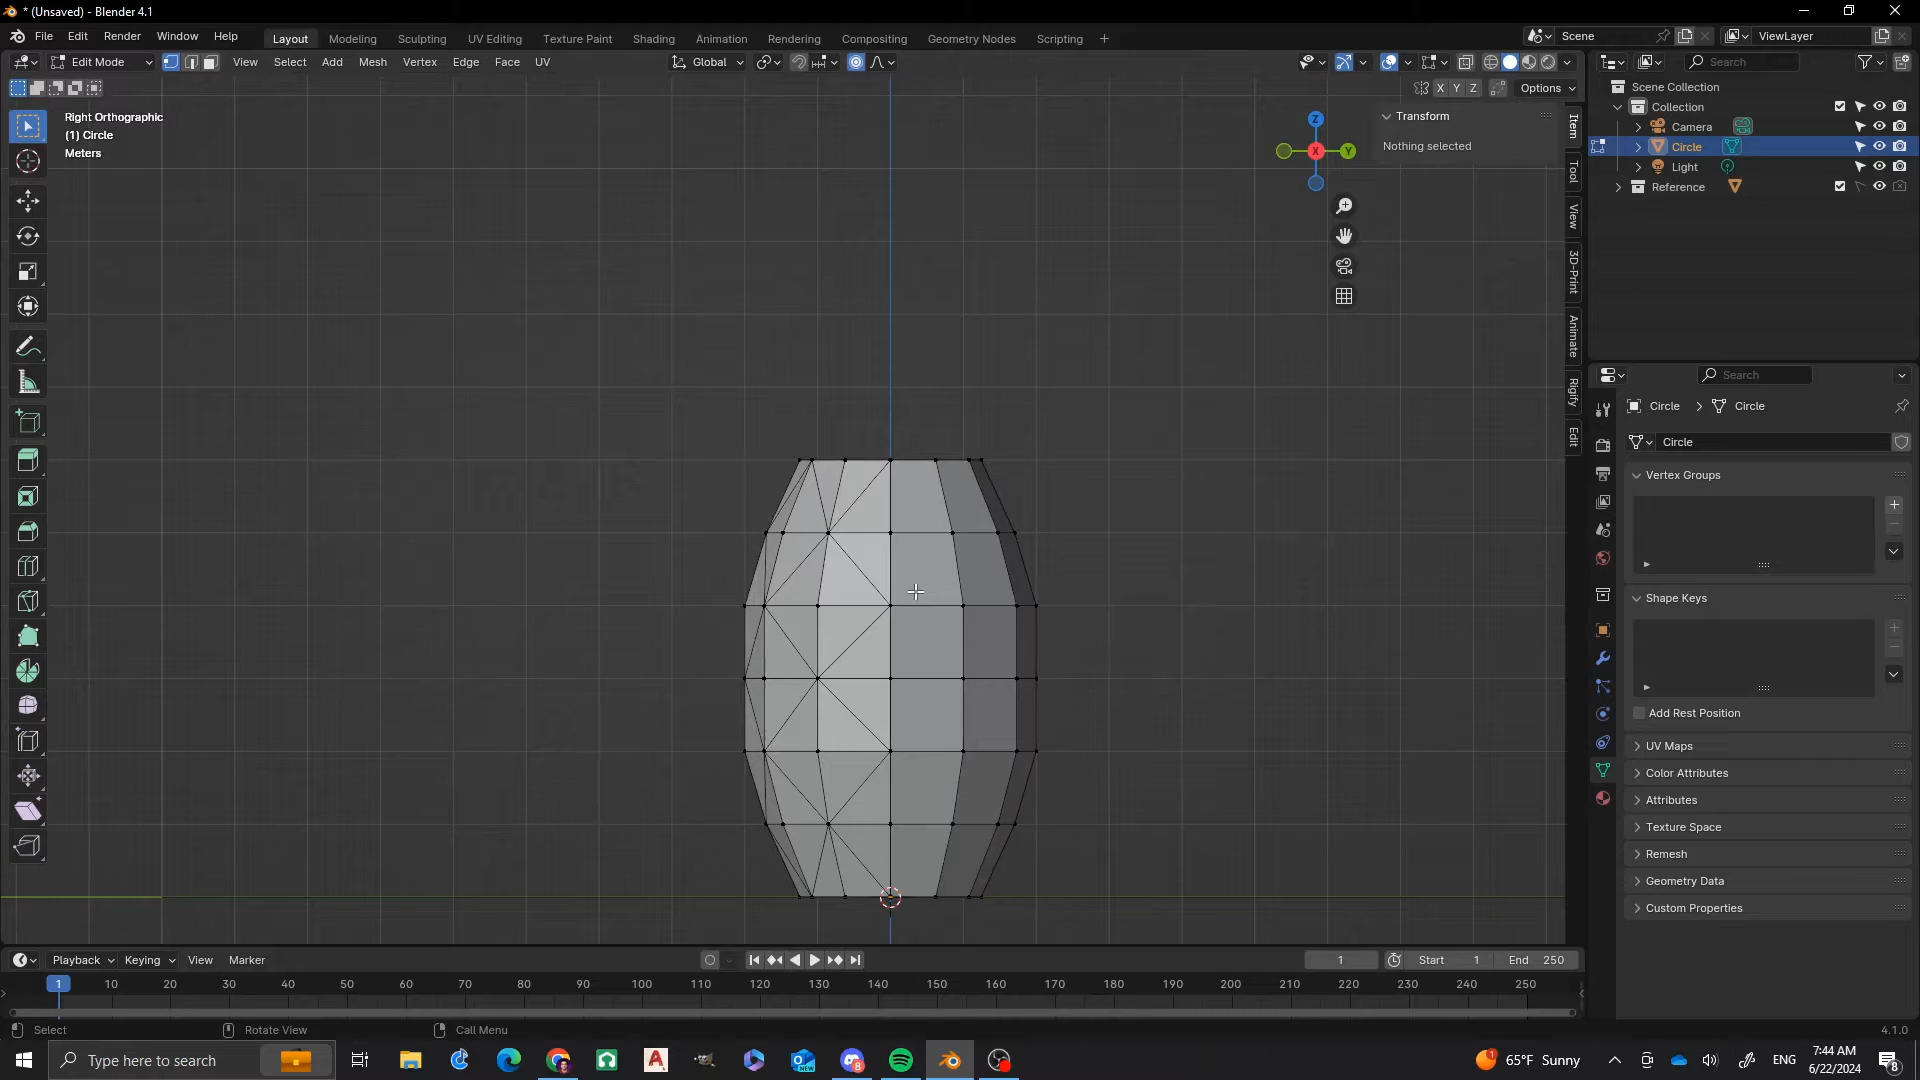 * (Unsaved) - Blender 4.1
File Edit Render Window Help Layout Modeling Sculpting UV Editing Texture Paint Shading Animation Rendering Compositing Geometry Nodes Scripting + Scene ViewLayer
Edit Mode View Select Add Mesh Vertex Edge Face UV Global Search
X Y Z Options
Right Orthographic
(1) Circle
Meters
Z
X
Y
Transform
Nothing selected
Item
Tool
View
3D-Print
Animate
Rigify
Edit
Scene Collection
Collection
Camera
Circle
Light
Reference
Search
Circle > Circle
Circle
Vertex Groups
Shape Keys
Add Rest Position
UV Maps
Color Attributes
Attributes
Texture Space
Remesh
Geometry Data
Custom Properties
Playback Keying View Marker 1 Start 1 End 250
1 10 20 30 40 50 60 70 80 90 100 110 120 130 140 150 160 170 180 190 200 210 220 230 240 250
Select Rotate View Call Menu 4.1.0
Type here to search 65°F Sunny ENG 7:44 AM
6/22/2024